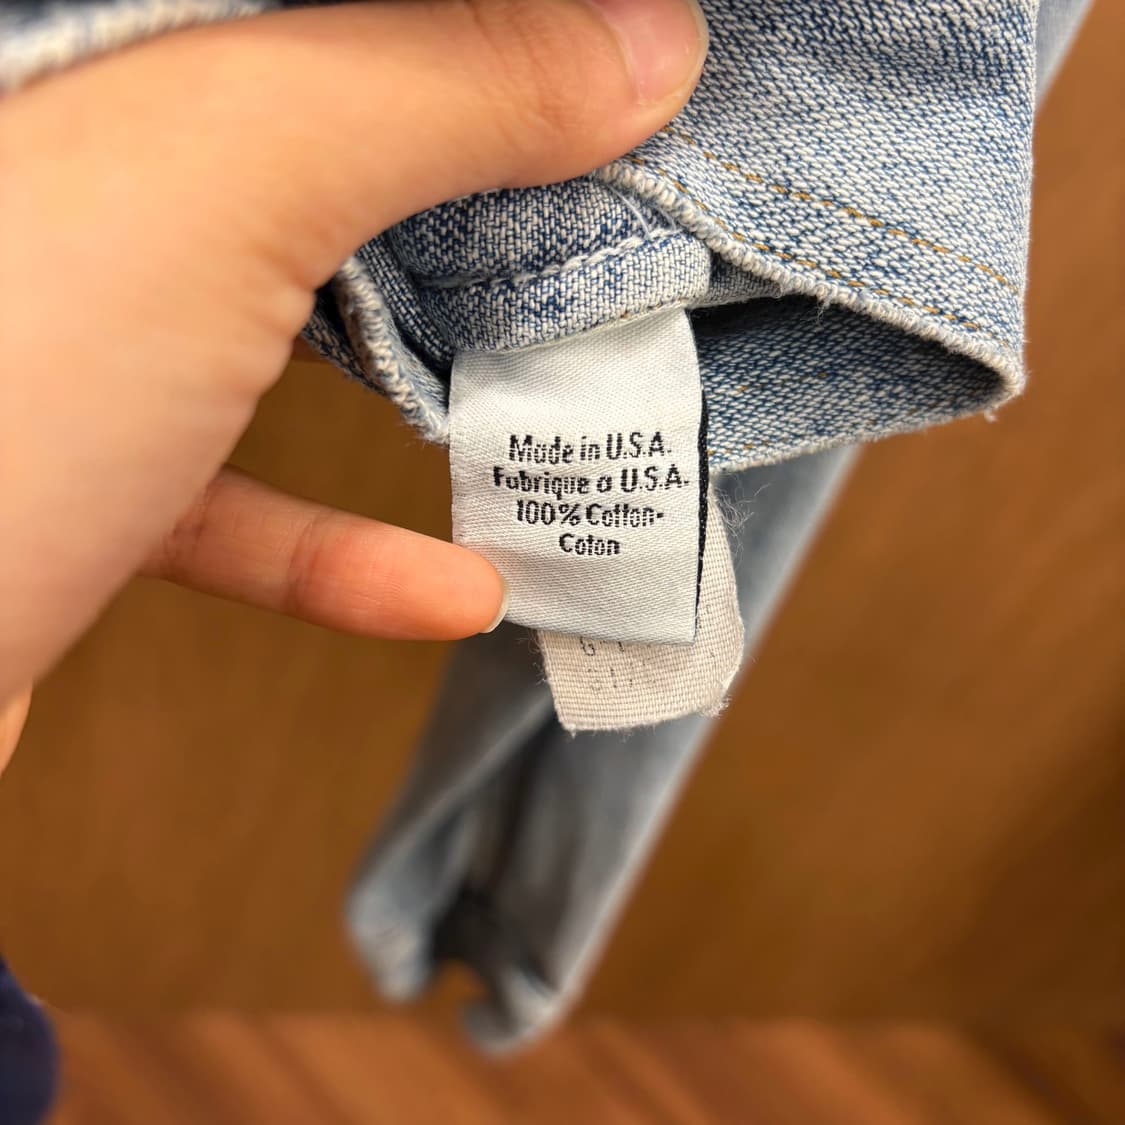 Made in U.S.A.
Fabrique a U.S.A.
100% Cotton-
Coton